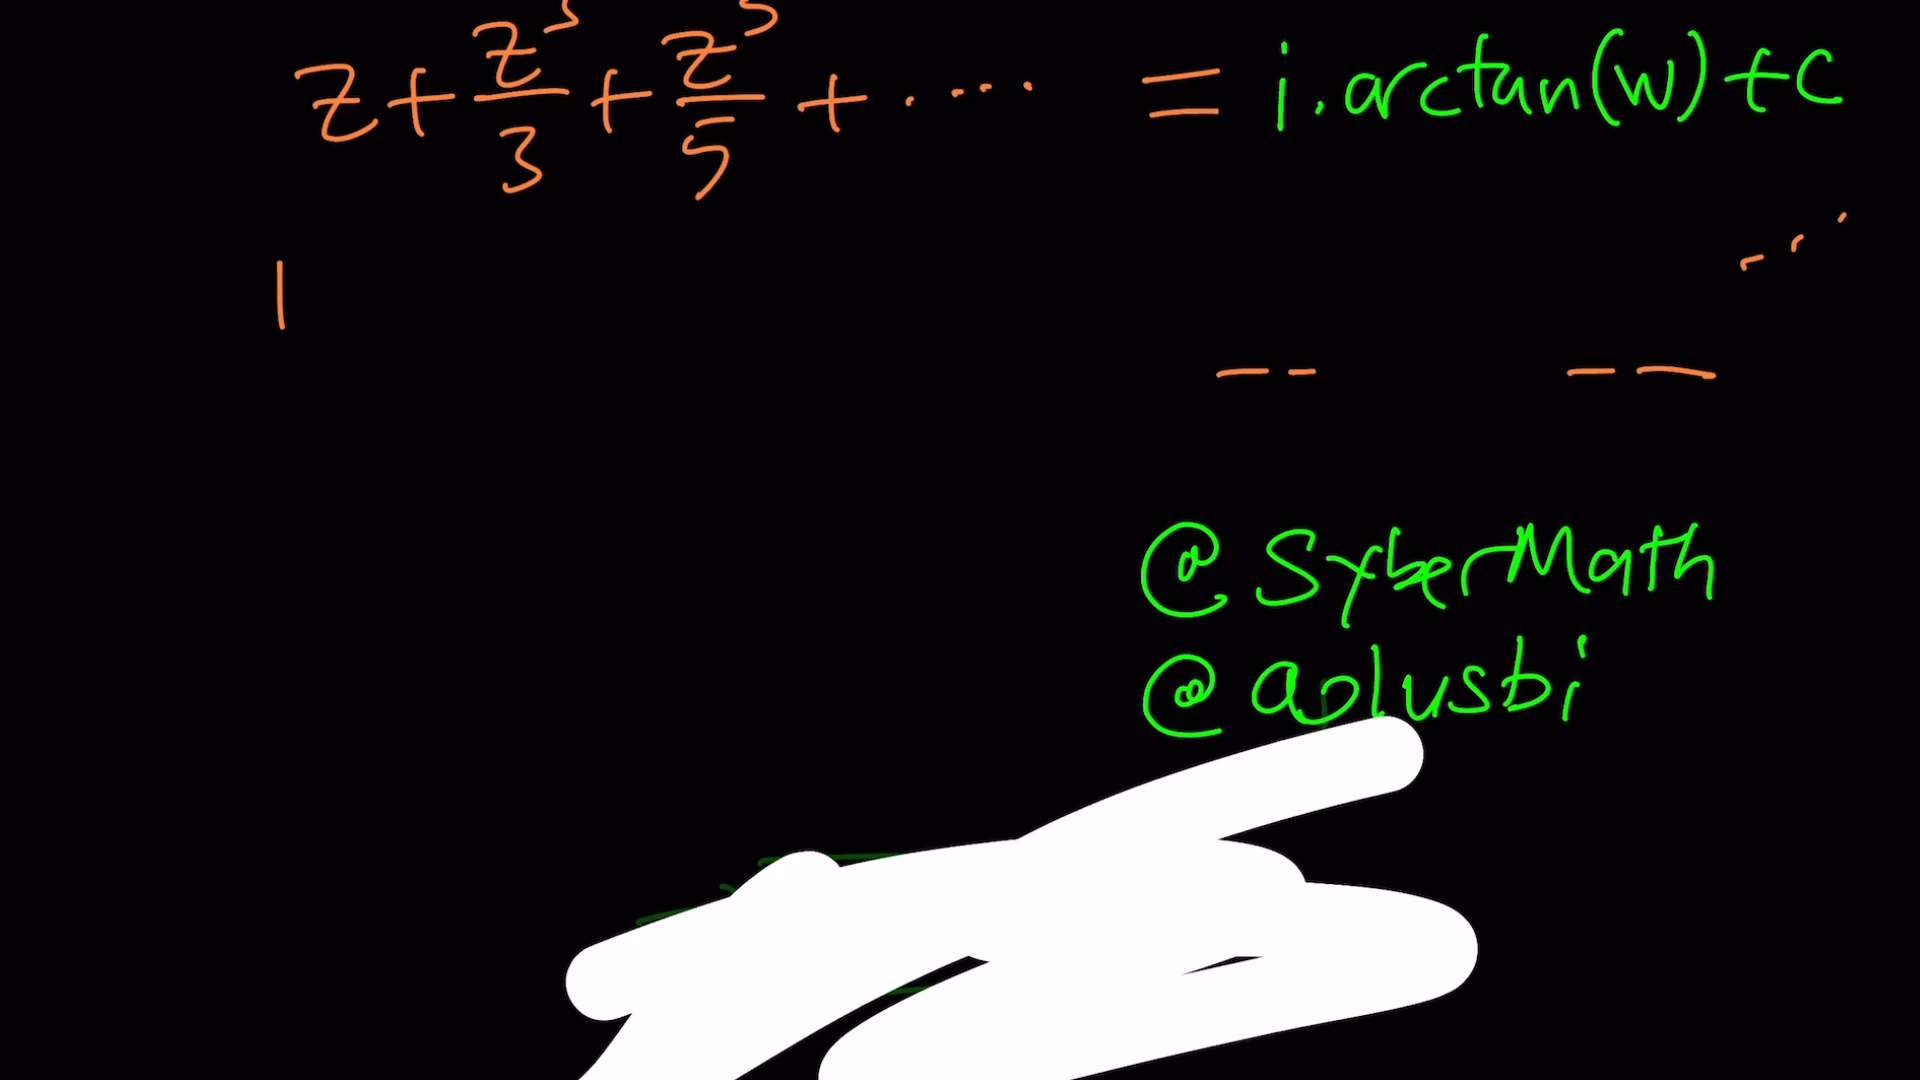 z + z³/3 + z⁵/5 + ..... = i.arctan(w)+c
@SyberMath
@aplusbi